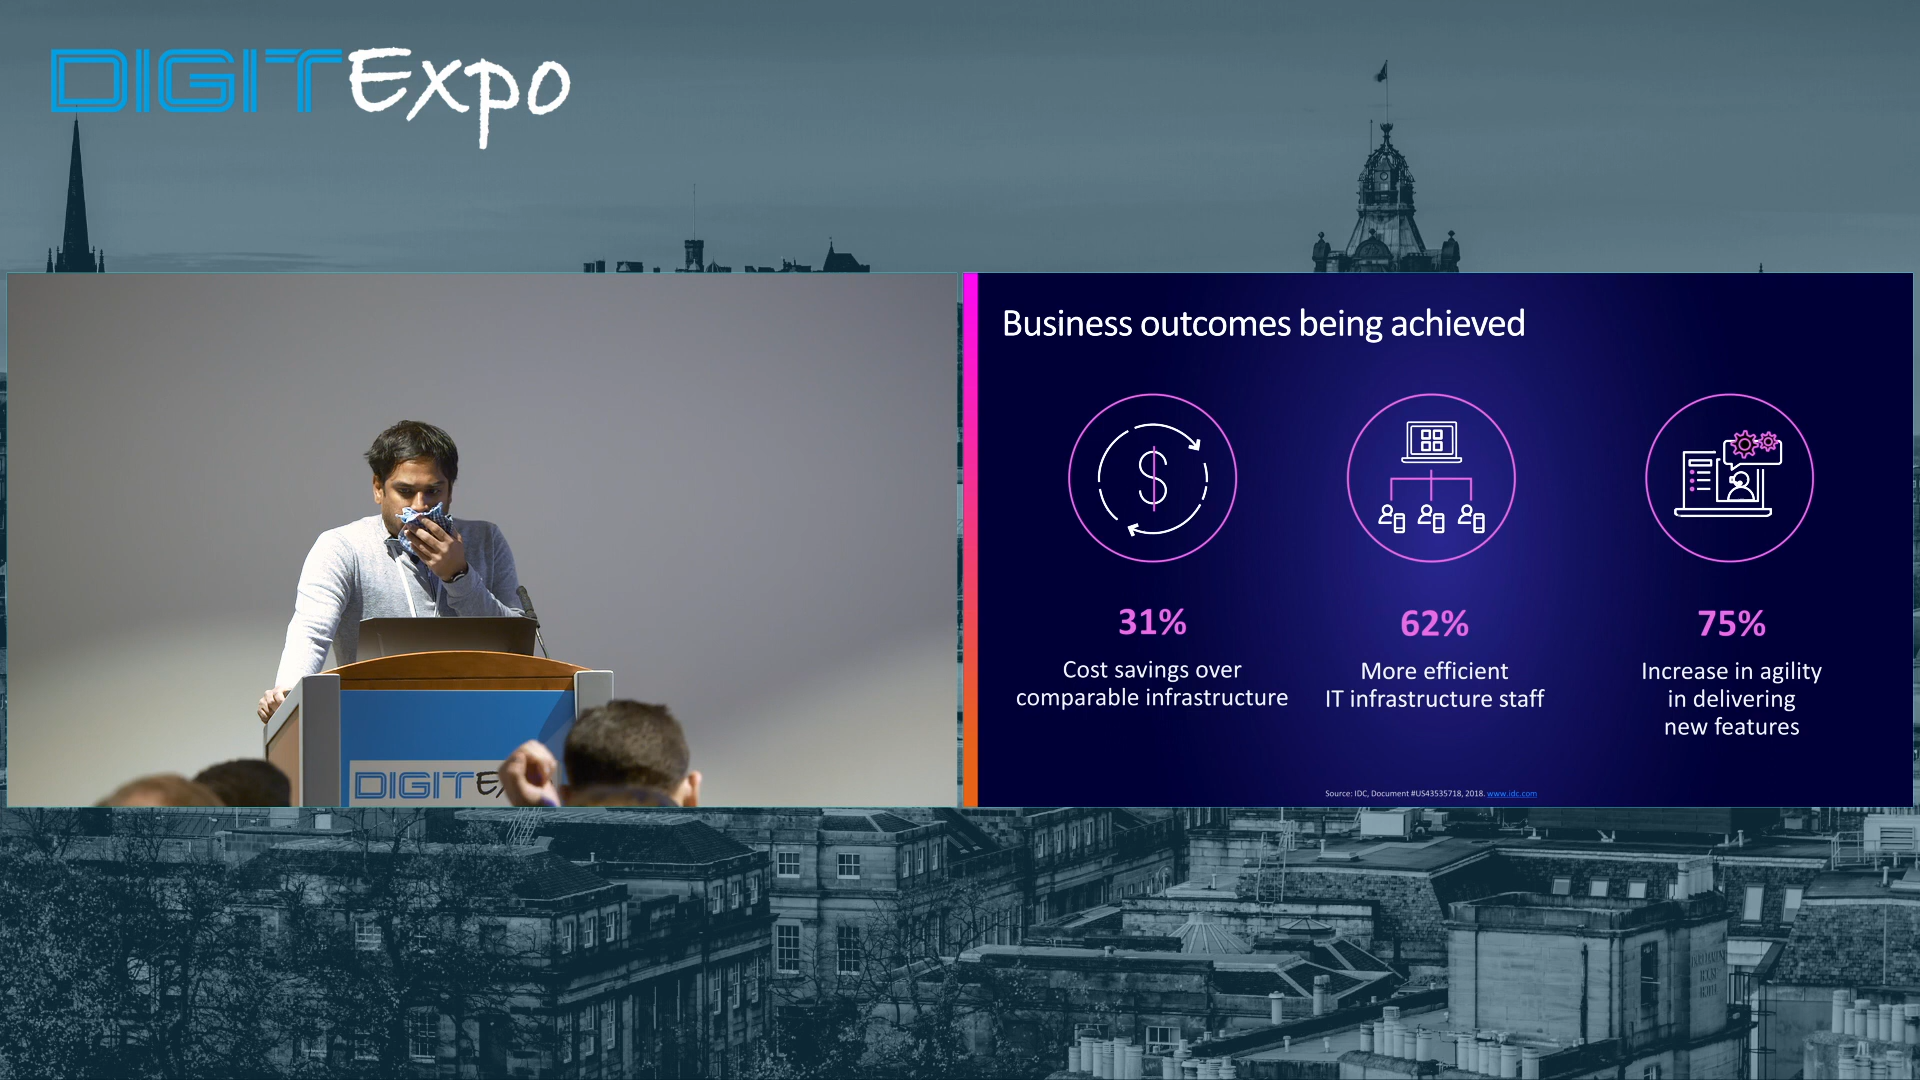 DIGITExpo
Business outcomes being achieved
31%
Cost savings over
comparable infrastructure
62%
More efficient
IT infrastructure staff
75%
Increase in agility
in delivering
new features
Source: IDC, Document #US43535718, 2018. www.idc.com
DIGITE